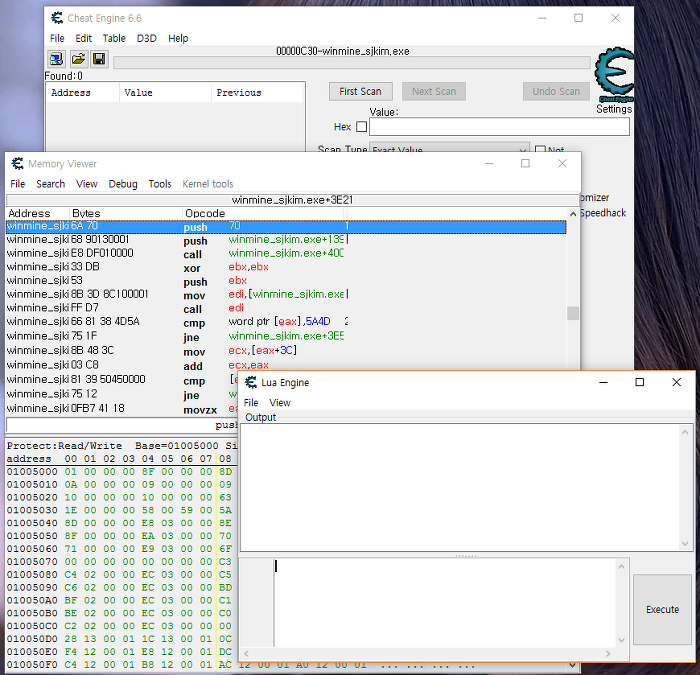 Cheat Engine 6.6
File Edit Table D3D Help
00000C30-winmine_sjkim.exe
Found:0
Address Value Previous
First Scan Next Scan Undo Scan
Cheat Engine
Settings
Value:
Hex
Scan Type Exact Value Not
Speedhack
Memory Viewer
File Search View Debug Tools Kernel tools
winmine_sjkim.exe+3E21
Address Bytes Opcode
winmine_sjki 6A 70 push 70
winmine_sjki 68 90130001 push winmine_sjkim.exe+139
winmine_sjki E8 DF010000 call winmine_sjkim.exe+400
winmine_sjki 33 DB xor ebx,ebx
winmine_sjki 53 push ebx
winmine_sjki 8B 3D 8C100001 mov edi,[winmine_sjkim.exe
winmine_sjki FF D7 call edi
winmine_sjki 66 81 38 4D5A cmp word ptr [eax],5A4D 2
winmine_sjki 75 1F jne winmine_sjkim.exe+3E5
winmine_sjki 8B 48 3C mov ecx,[eax+3C]
winmine_sjki 03 C8 add ecx,eax
winmine_sjki 81 39 50450000 cmp
winmine_sjki 75 12 jne
winmine_sjki 0FB7 41 18 movzx
Protect:Read/Write Base=01005000
address 00 01 02 03 04 05 06 07 08
01005000 01 00 00 00 8F 00 00 00 8D
01005010 0A 00 00 00 09 00 00 00 09
01005020 10 00 00 00 10 00 00 00 63
01005030 1E 00 00 00 58 00 59 00 5A
01005040 8D 00 00 00 E8 03 00 00 8E
01005050 8F 00 00 00 EA 03 00 00 70
01005060 71 00 00 00 E9 03 00 00 6F
01005070 00 00 00 00 00 00 00 00 C3
01005080 C4 02 00 00 EC 03 00 00 C5
01005090 C6 02 00 00 EC 03 00 00 BD
010050A0 BF 02 00 00 EC 03 00 00 C1
010050B0 BE 02 00 00 EC 03 00 00 C0
010050C0 C2 02 00 00 EC 03 00 00 00
010050D0 28 13 00 01 1C 13 00 01 0C
010050E0 F4 12 00 01 E8 12 00 01 DC
010050F0 C4 12 00 01 B8 12 00 01 AC 12 00 01 A0 12 00 01 ... ... ... ...
Lua Engine
File View
Output
Execute